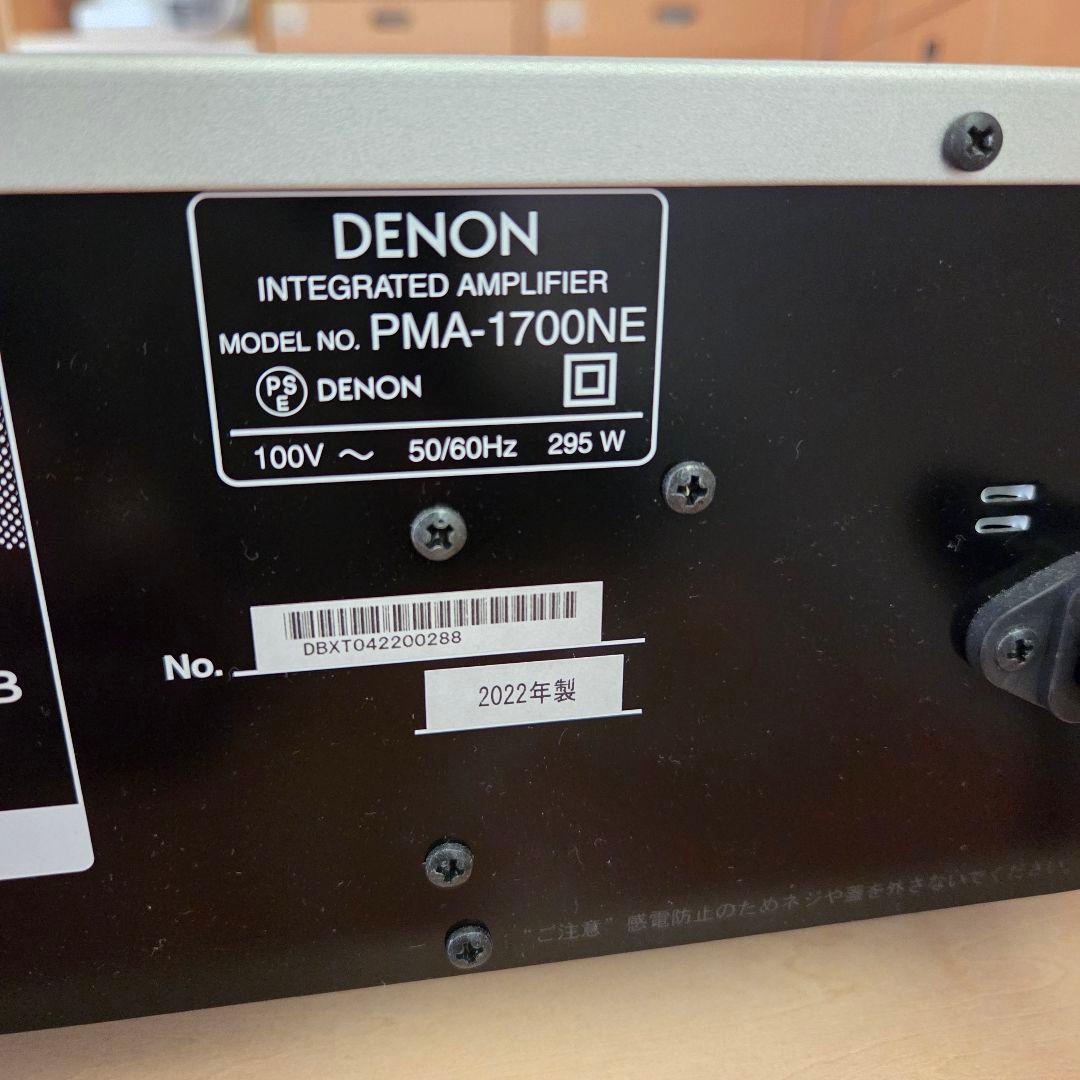 DENON
INTEGRATED AMPLIFIER
MODEL NO. PMA-1700NE
PSE DENON
100V ～ 50/60Hz 295 W
DBXT042200288
No.
2022年製
B
"ご注意" 感電防止のためネジや蓋を外さないでください。